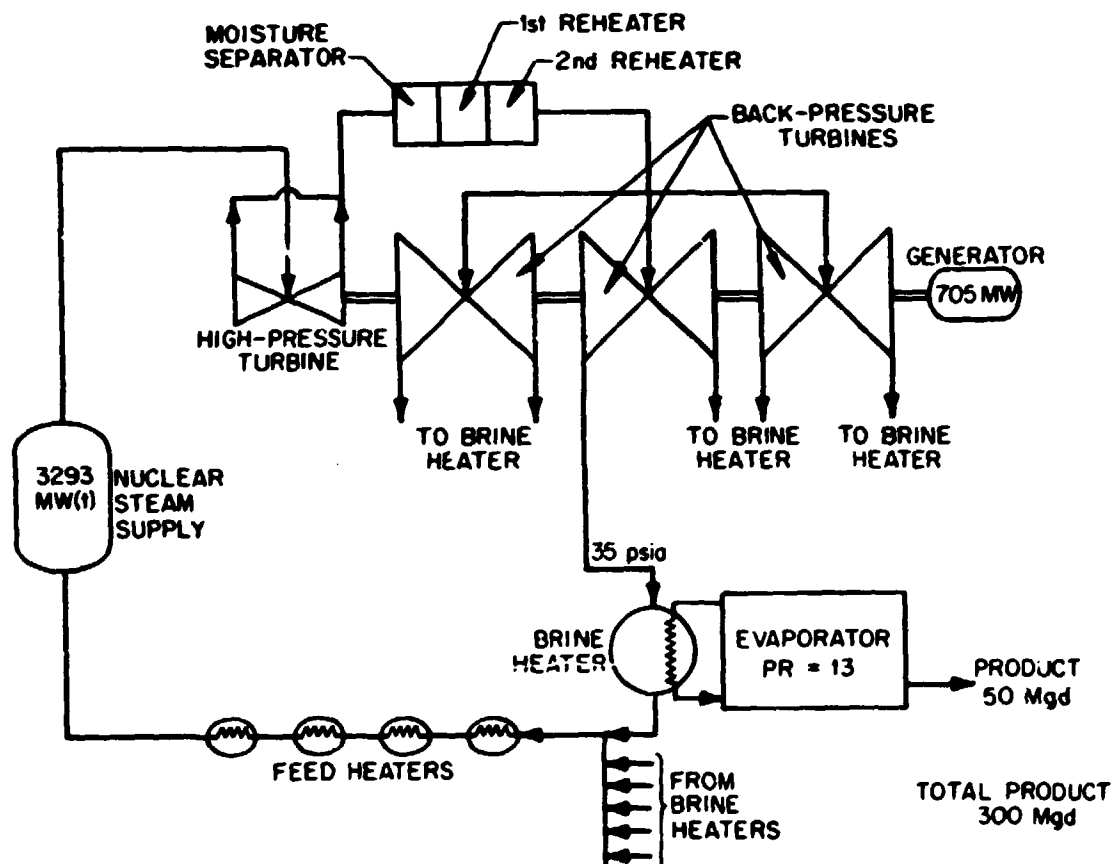 MOISTURE
SEPARATOR
1st REHEATER
2nd REHEATER
BACK-PRESSURE
TURBINES
GENERATOR
705 MW
HIGH-PRESSURE
TURBINE
TO BRINE
HEATER
TO BRINE
HEATER
TO BRINE
HEATER
3293
MW(t)
NUCLEAR
STEAM
SUPPLY
35 psia
BRINE
HEATER
EVAPORATOR
PR = 13
PRODUCT
50 Mgd
FEED HEATERS
FROM
BRINE
HEATERS
TOTAL PRODUCT
300 Mgd